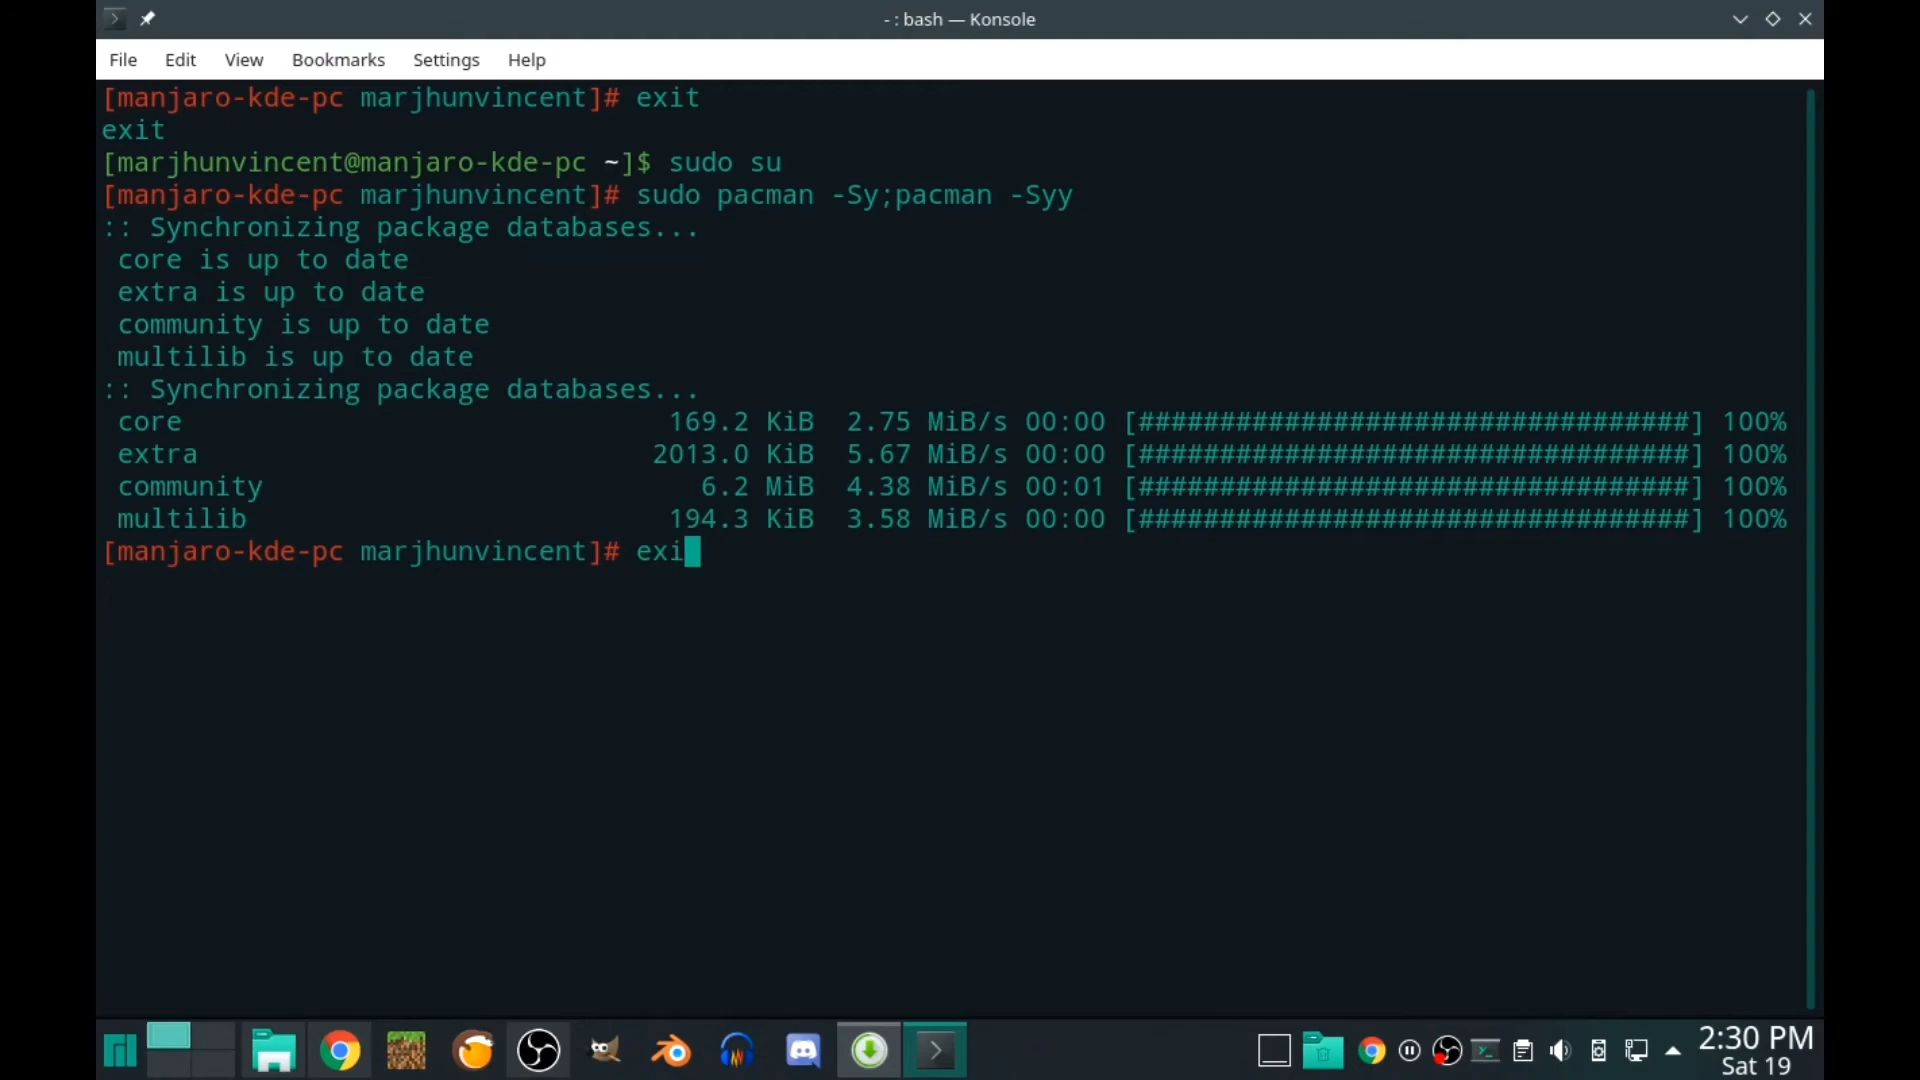 - : bash — Konsole
File Edit View Bookmarks Settings Help
[manjaro-kde-pc marjhunvincent]# exit
exit
[marjhunvincent@manjaro-kde-pc ~]$ sudo su
[manjaro-kde-pc marjhunvincent]# sudo pacman -Sy;pacman -Syy
:: Synchronizing package databases...
core is up to date
extra is up to date
community is up to date
multilib is up to date
:: Synchronizing package databases...
core 169.2 KiB 2.75 MiB/s 00:00 [##################################] 100%
extra 2013.0 KiB 5.67 MiB/s 00:00 [##################################] 100%
community 6.2 MiB 4.38 MiB/s 00:01 [##################################] 100%
multilib 194.3 KiB 3.58 MiB/s 00:00 [##################################] 100%
[manjaro-kde-pc marjhunvincent]# exi
2:30 PM
Sat 19